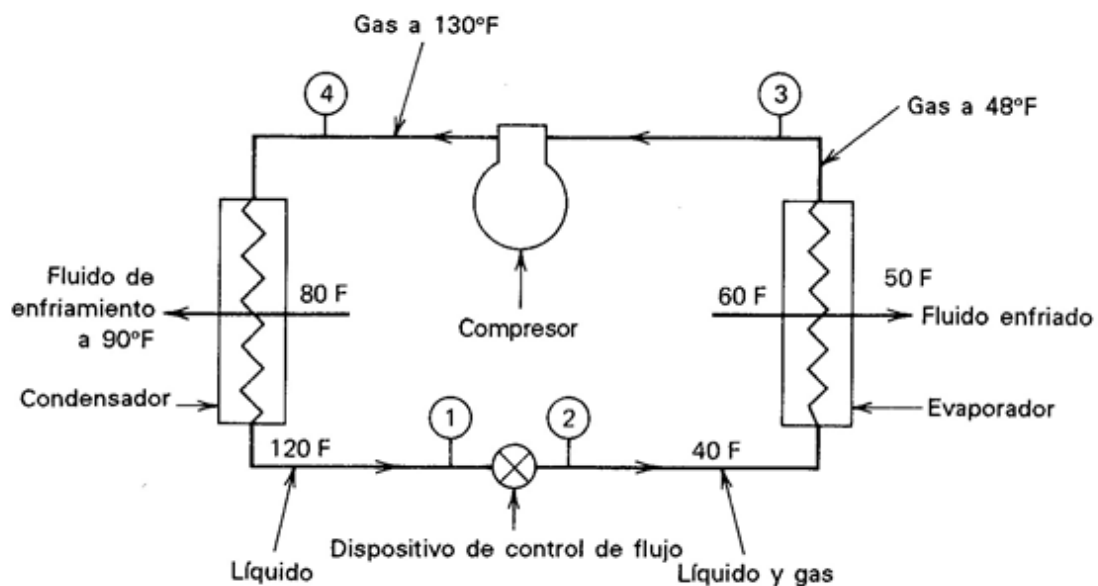 Gas a 130°F
4
3
Gas a 48°F
Fluido de
enfriamiento
a 90°F
80 F
Compresor
60 F
50 F
Fluido enfriado
Condensador
Evaporador
120 F
1
2
40 F
Dispositivo de control de flujo
Líquido
Líquido y gas